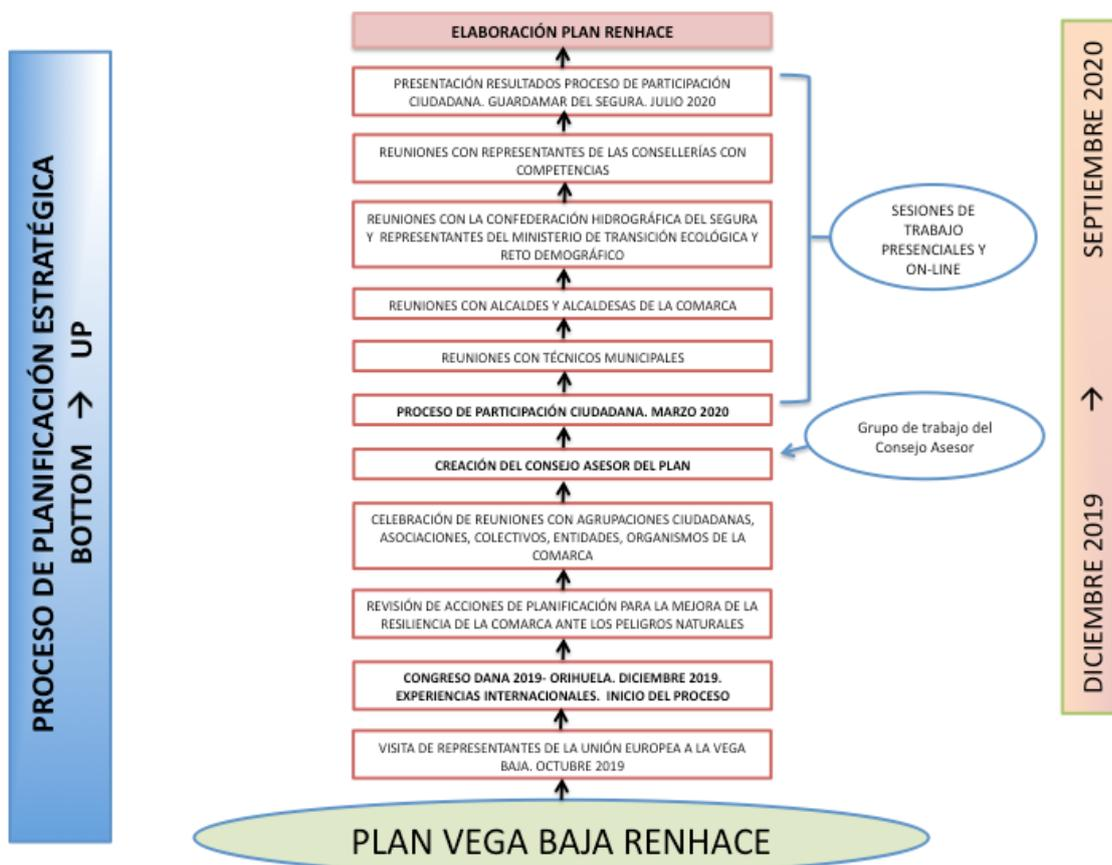 PROCESO DE PLANIFICACIÓN ESTRATÉGICA
BOTTOM → UP
ELABORACIÓN PLAN RENHACE
PRESENTACIÓN RESULTADOS PROCESO DE PARTICIPACIÓN
CIUDADANA. GUARDAMAR DEL SEGURA. JULIO 2020
REUNIONES CON REPRESENTANTES DE LAS CONSELLERÍAS CON
COMPETENCIAS
REUNIONES CON LA CONFEDERACIÓN HIDROGRÁFICA DEL SEGURA
Y REPRESENTANTES DEL MINISTERIO DE TRANSICIÓN ECOLÓGICA Y
RETO DEMOGRÁFICO
REUNIONES CON ALCALDES Y ALCALDESAS DE LA COMARCA
REUNIONES CON TÉCNICOS MUNICIPALES
PROCESO DE PARTICIPACIÓN CIUDADANA. MARZO 2020
CREACIÓN DEL CONSEJO ASESOR DEL PLAN
CELEBRACIÓN DE REUNIONES CON AGRUPACIONES CIUDADANAS,
ASOCIACIONES, COLECTIVOS, ENTIDADES, ORGANISMOS DE LA
COMARCA
REVISIÓN DE ACCIONES DE PLANIFICACIÓN PARA LA MEJORA DE LA
RESILIENCIA DE LA COMARCA ANTE LOS PELIGROS NATURALES
CONGRESO DANA 2019- ORIHUELA. DICIEMBRE 2019.
EXPERIENCIAS INTERNACIONALES. INICIO DEL PROCESO
VISITA DE REPRESENTANTES DE LA UNIÓN EUROPEA A LA VEGA
BAJA. OCTUBRE 2019
PLAN VEGA BAJA RENHACE
SESIONES DE
TRABAJO
PRESENCIALES Y
ON-LINE
Grupo de trabajo del
Consejo Asesor
DICIEMBRE 2019 → SEPTIEMBRE 2020